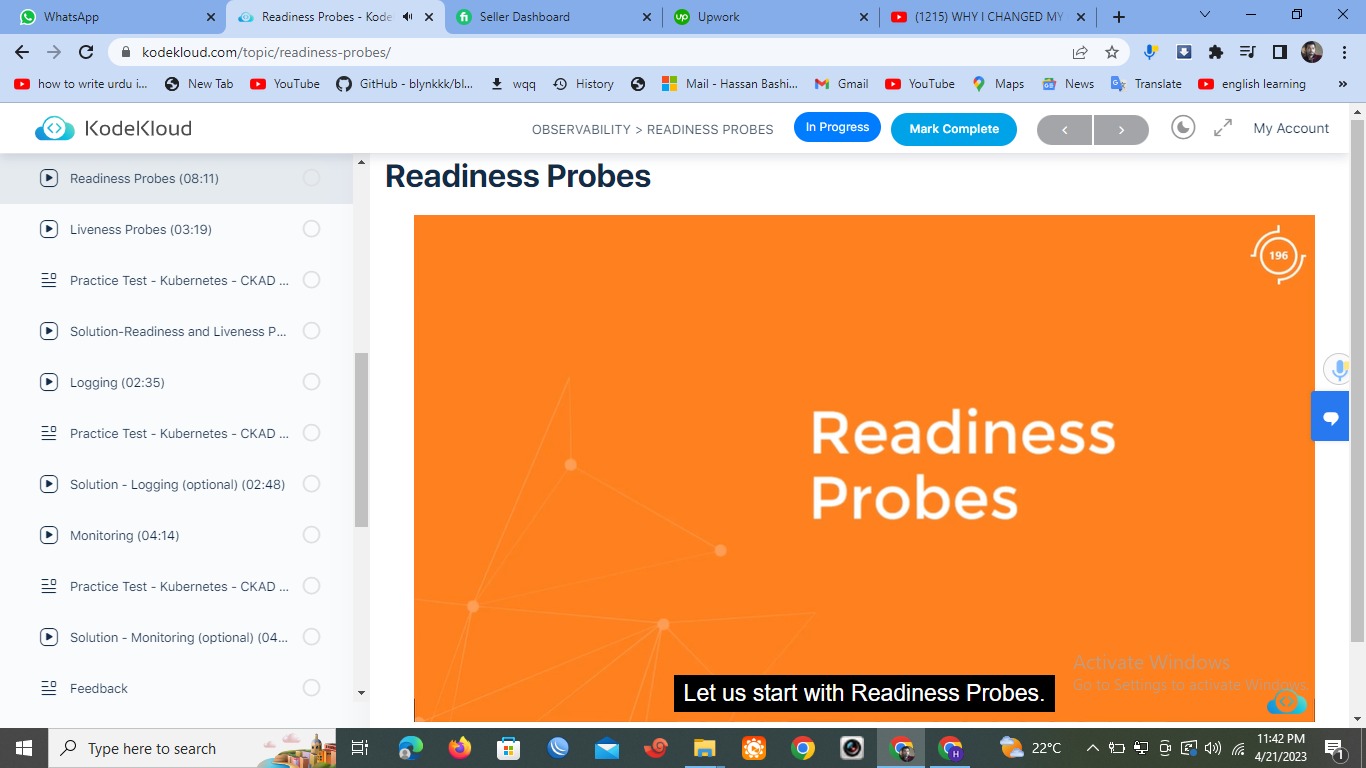 WhatsApp
Readiness Probes - Kode
Seller Dashboard
Upwork
(1215) WHY I CHANGED MY
kodekloud.com/topic/readiness-probes/
how to write urdu i...
New Tab
YouTube
GitHub - blynkkk/bl...
wqq
History
Mail - Hassan Bashi...
Gmail
YouTube
Maps
News
Translate
english learning
»
KodeKloud
OBSERVABILITY > READINESS PROBES
In Progress
Mark Complete
My Account
Readiness Probes (08:11)
Liveness Probes (03:19)
Practice Test - Kubernetes - CKAD ...
Solution-Readiness and Liveness P...
Logging (02:35)
Practice Test - Kubernetes - CKAD ...
Solution - Logging (optional) (02:48)
Monitoring (04:14)
Practice Test - Kubernetes - CKAD ...
Solution - Monitoring (optional) (04...
Feedback
Readiness Probes
196
Readiness
Probes
Let us start with Readiness Probes.
Activate Windows
Go to Settings to activate Windows.
Type here to search
22°C
11:42 PM
4/21/2023
1